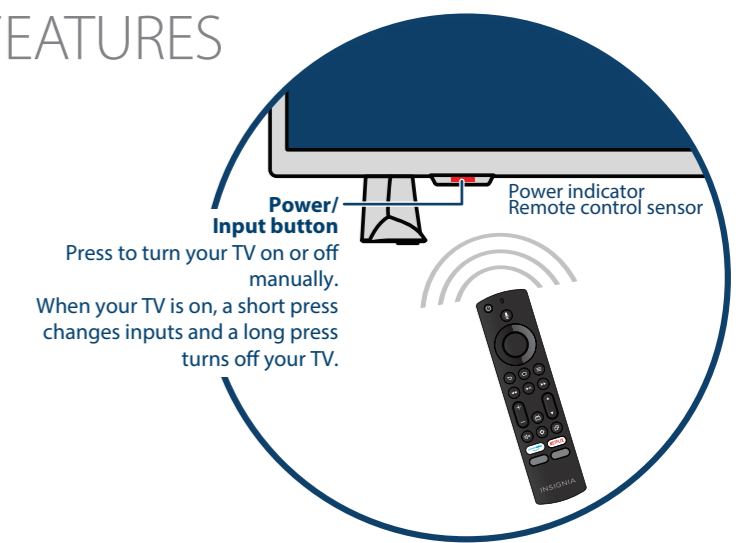 FEATURES
Power/
Input button
Press to turn your TV on or off
manually.
When your TV is on, a short press
changes inputs and a long press
turns off your TV.
Power indicator
Remote control sensor
NETFLIX
INSIGNIA